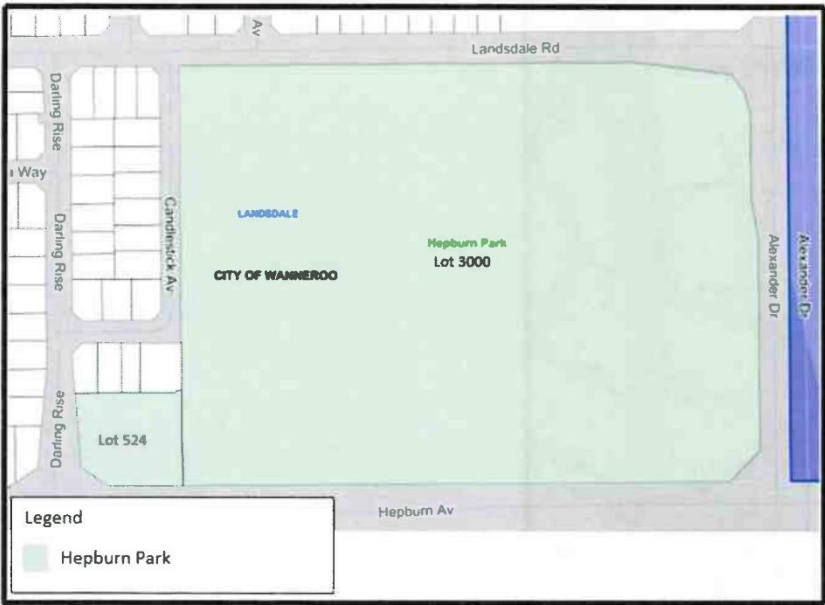 Av
Landsdale Rd
Darling Rise
Way
Candlestick Av
LANDSDALE
Darling Rise
Hepburn Park
Lot 3000
CITY OF WANNEROO
Alexander Dr
Alexander Dr
Darling Rise
Lot 524
Hepburn Av
Legend
Hepburn Park